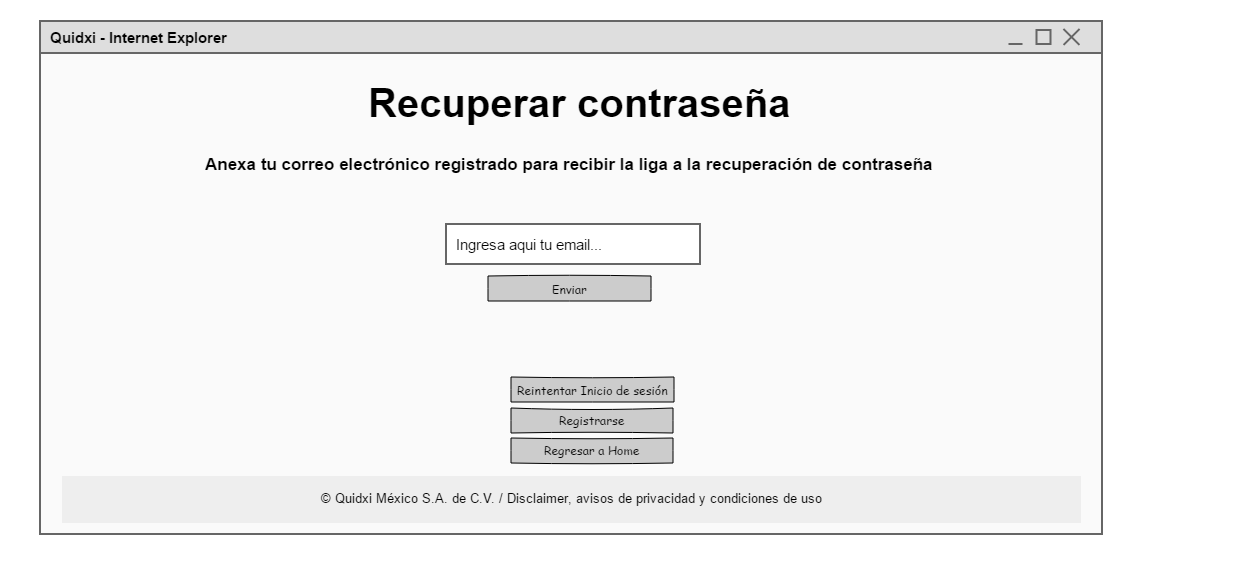 Quidxi - Internet Explorer
Recuperar contraseña
Anexa tu correo electrónico registrado para recibir la liga a la recuperación de contraseña
Ingresa aqui tu email...
Enviar
Reintentar Inicio de sesión
Registrarse
Regresar a Home
© Quidxi México S.A. de C.V. / Disclaimer, avisos de privacidad y condiciones de uso